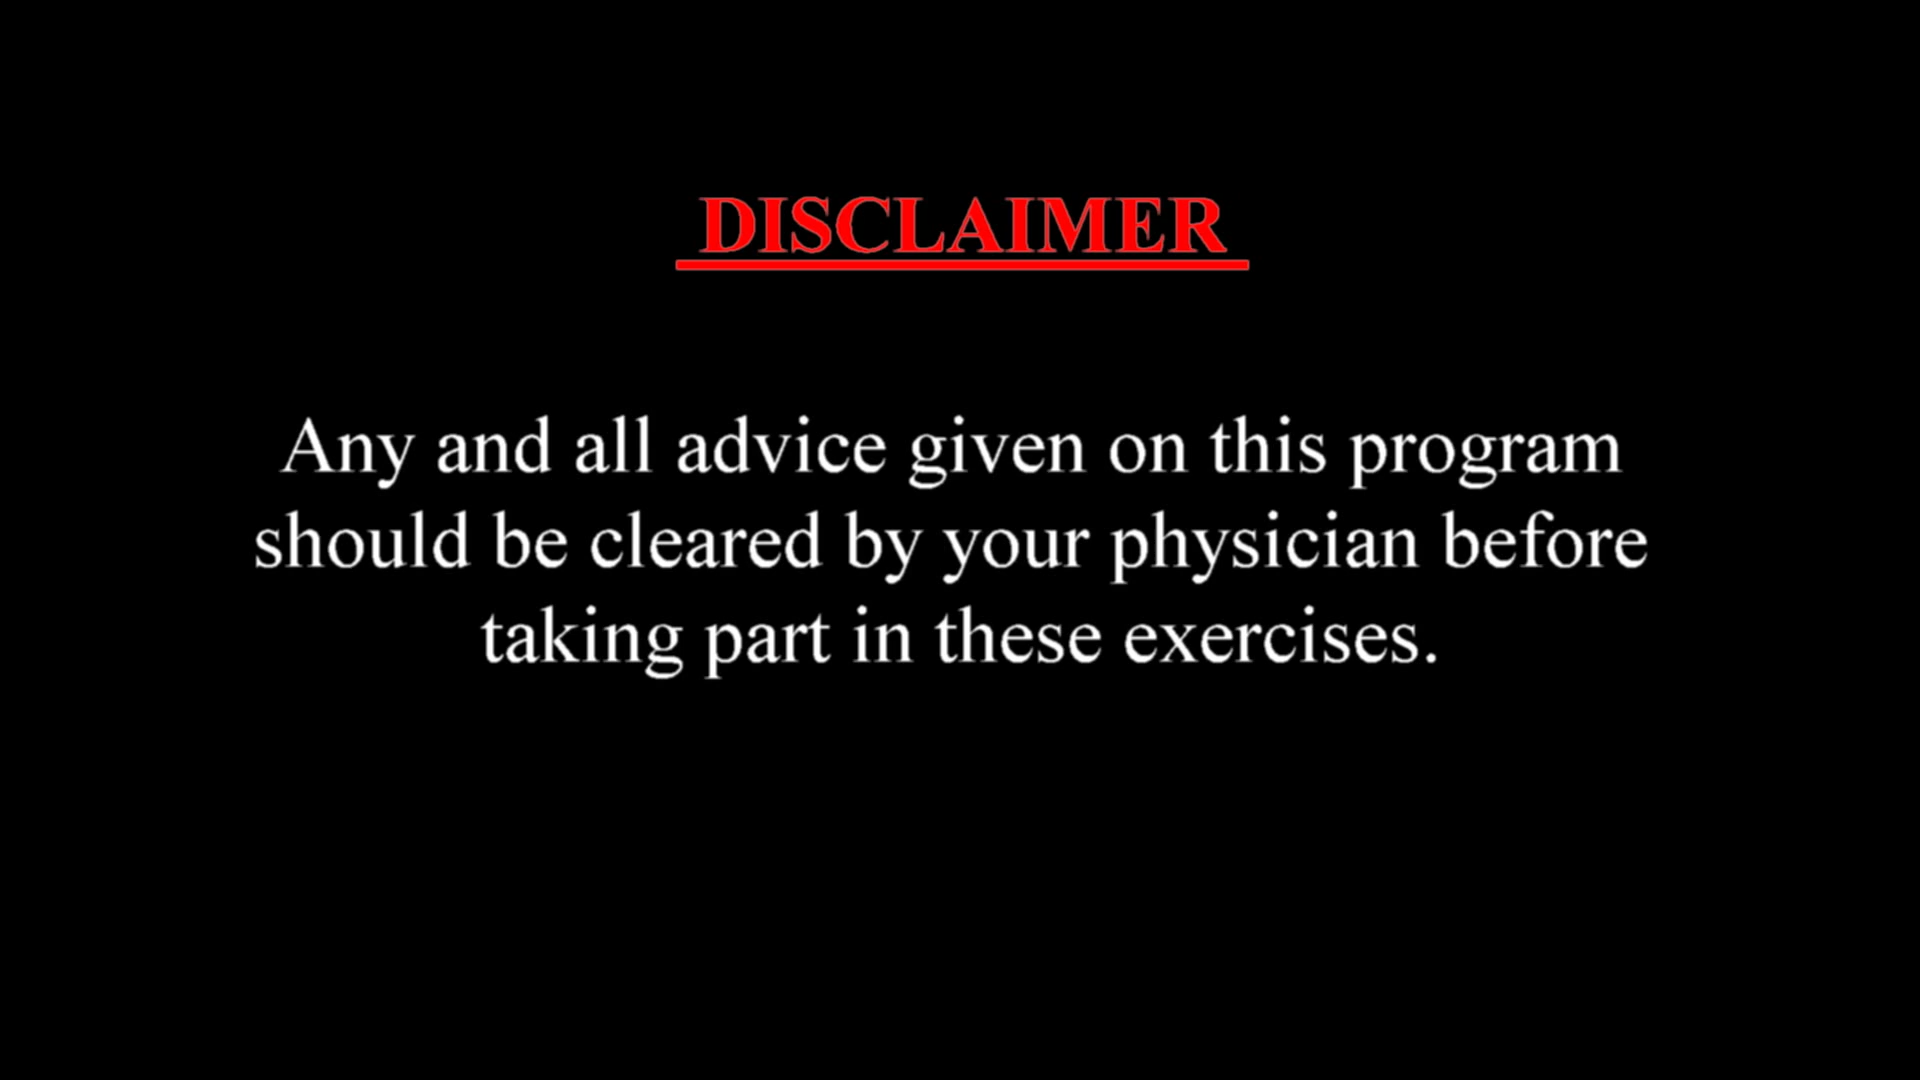 DISCLAIMER
Any and all advice given on this program
should be cleared by your physician before
taking part in these exercises.